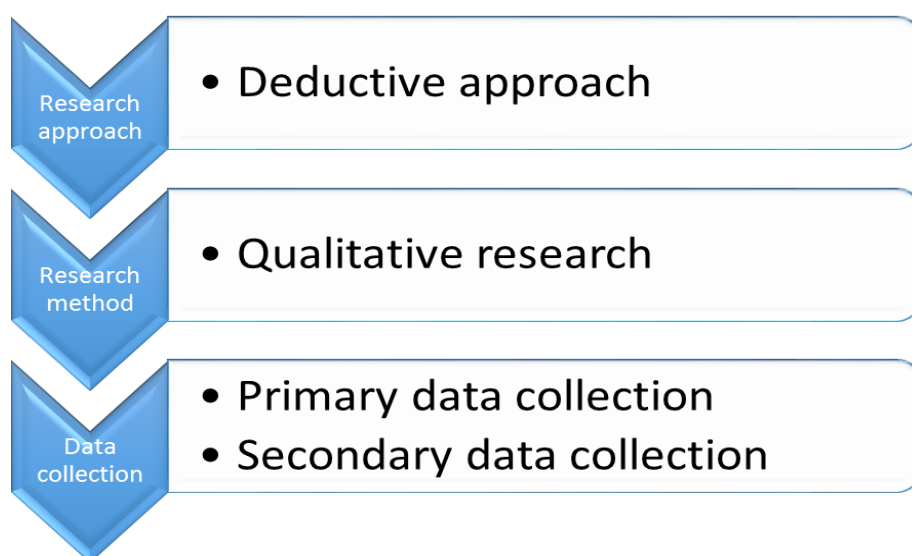 Research
approach
• Deductive approach
Research
method
• Qualitative research
Data
collection
• Primary data collection
• Secondary data collection